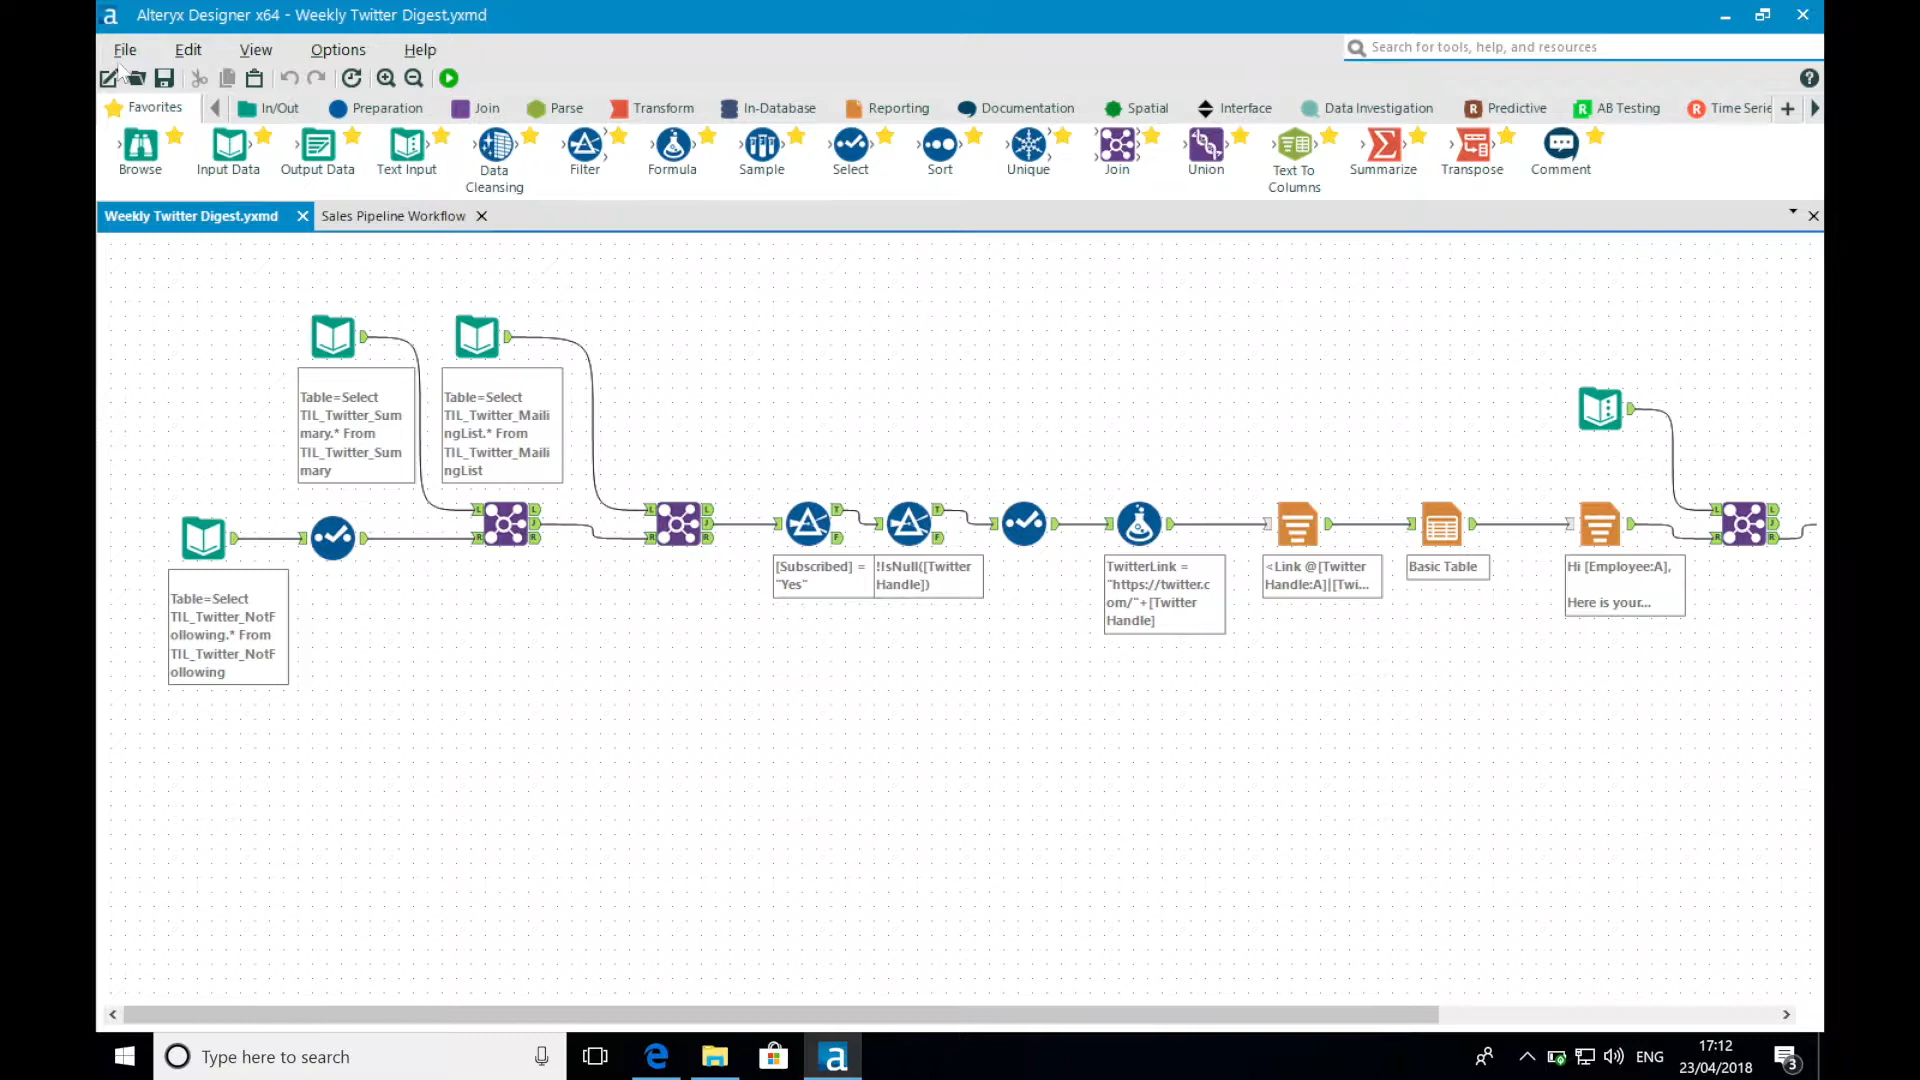 Alteryx Designer x64 - Weekly Twitter Digest.yxmd
File Edit View Options Help
Search for tools, help, and resources
Favorites In/Out Preparation Join Parse Transform In-Database Reporting Documentation Spatial Interface Data Investigation Predictive AB Testing Time Serie
Browse Input Data Output Data Text Input Data Filter Formula Sample Select Sort Unique Join Union Text To Summarize Transpose Comment
Cleansing Columns
Weekly Twitter Digest.yxmd Sales Pipeline Workflow
Table=Select
TIL_Twitter_Sum
mary.* From
TIL_Twitter_Sum
mary
Table=Select
TIL_Twitter_Maili
ngList.* From
TIL_Twitter_Maili
ngList
L L
J
R R
L L
J
R R
T
F
T
F
L L
J
R R
Table=Select
TIL_Twitter_NotF
ollowing.* From
TIL_Twitter_NotF
ollowing
[Subscribed] =
"Yes"
!IsNull([Twitter
Handle])
TwitterLink =
"https://twitter.c
om/"+[Twitter
Handle]
<Link @[Twitter
Handle:A]|[Twi...
Basic Table
Hi [Employee:A],
Here is your...
Type here to search
ENG
17:12
23/04/2018
3